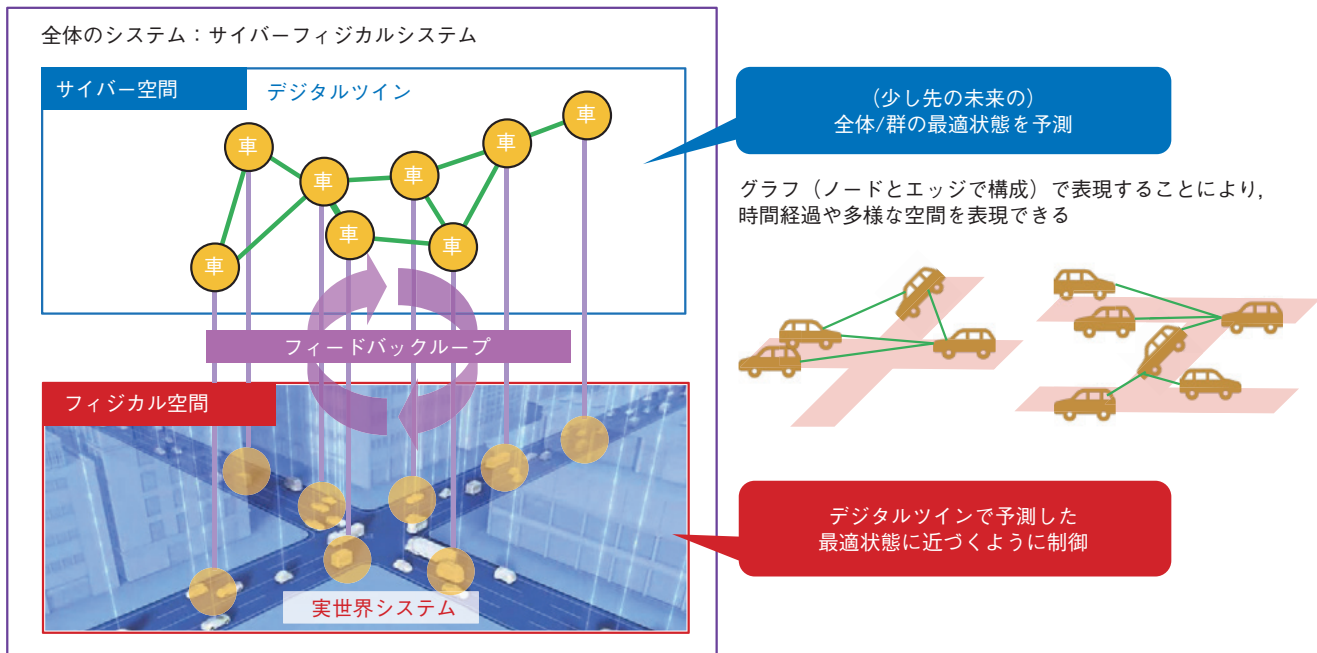 全体のシステム：サイバーフィジカルシステム
サイバー空間
デジタルツイン
車
車
車
車
車
車
車
車
フィードバックループ
フィジカル空間
実世界システム
（少し先の未来の）
全体/群の最適状態を予測
グラフ（ノードとエッジで構成）で表現することにより，
時間経過や多様な空間を表現できる
デジタルツインで予測した
最適状態に近づくように制御